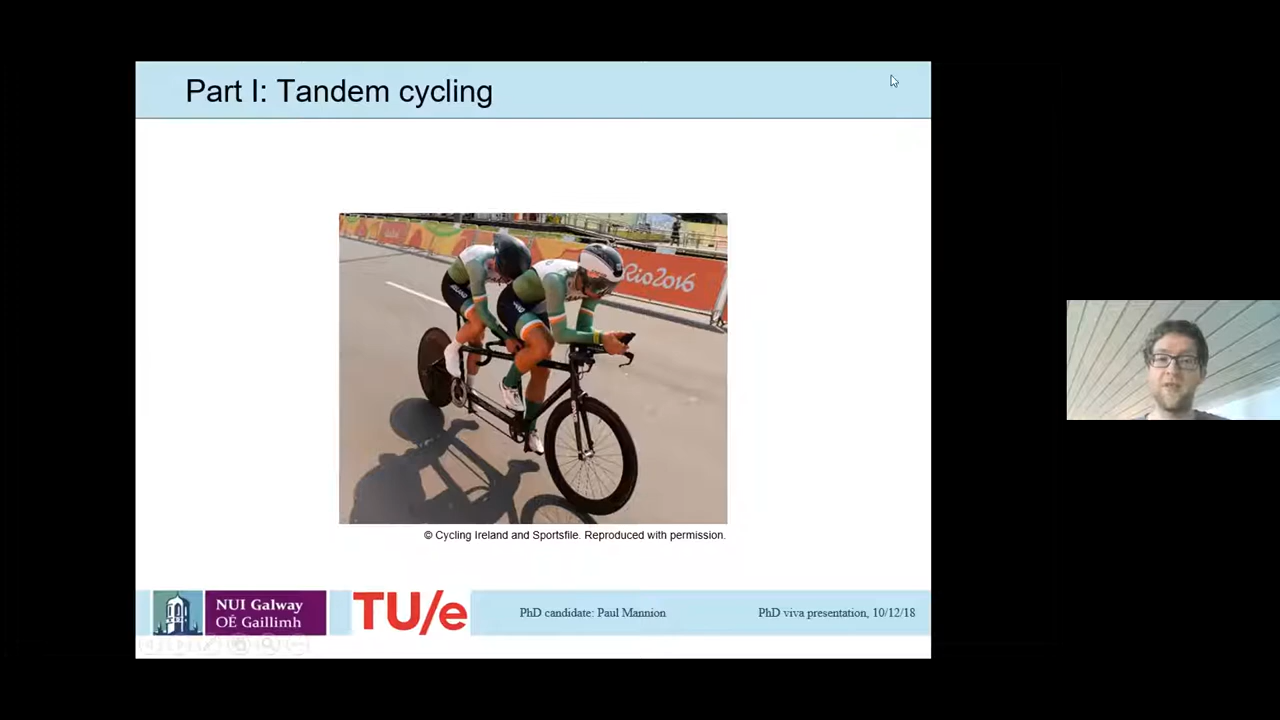 Part I: Tandem cycling
Rio2016
© Cycling Ireland and Sportsfile. Reproduced with permission.
NUI Galway
OÉ Gaillimh
TU/e
PhD candidate: Paul Mannion
PhD viva presentation, 10/12/18